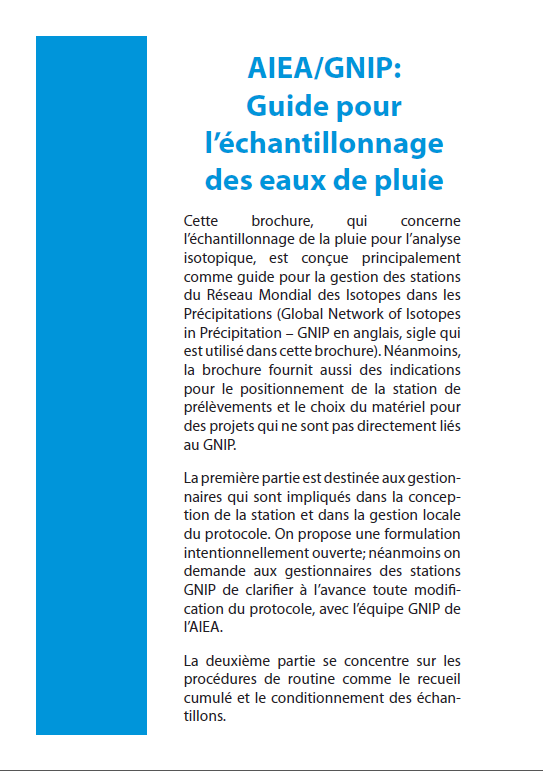 AIEA/GNIP:
Guide pour
l’échantillonnage
des eaux de pluie
Cette brochure, qui concerne
l’échantillonnage de la pluie pour l’analyse
isotopique, est conçue principalement
comme guide pour la gestion des stations
du Réseau Mondial des Isotopes dans les
Précipitations (Global Network of Isotopes
in Précipitation – GNIP en anglais, sigle qui
est utilisé dans cette brochure). Néanmoins,
la brochure fournit aussi des indications
pour le positionnement de la station de
prélèvements et le choix du matériel pour
des projets qui ne sont pas directement liés
au GNIP.
La première partie est destinée aux gestion-
naires qui sont impliqués dans la concep-
tion de la station et dans la gestion locale
du protocole. On propose une formulation
intentionnellement ouverte; néanmoins on
demande aux gestionnaires des stations
GNIP de clarifier à l’avance toute modifi-
cation du protocole, avec l’équipe GNIP de
l’AIEA.
La deuxième partie se concentre sur les
procédures de routine comme le recueil
cumulé et le conditionnement des échan-
tillons.